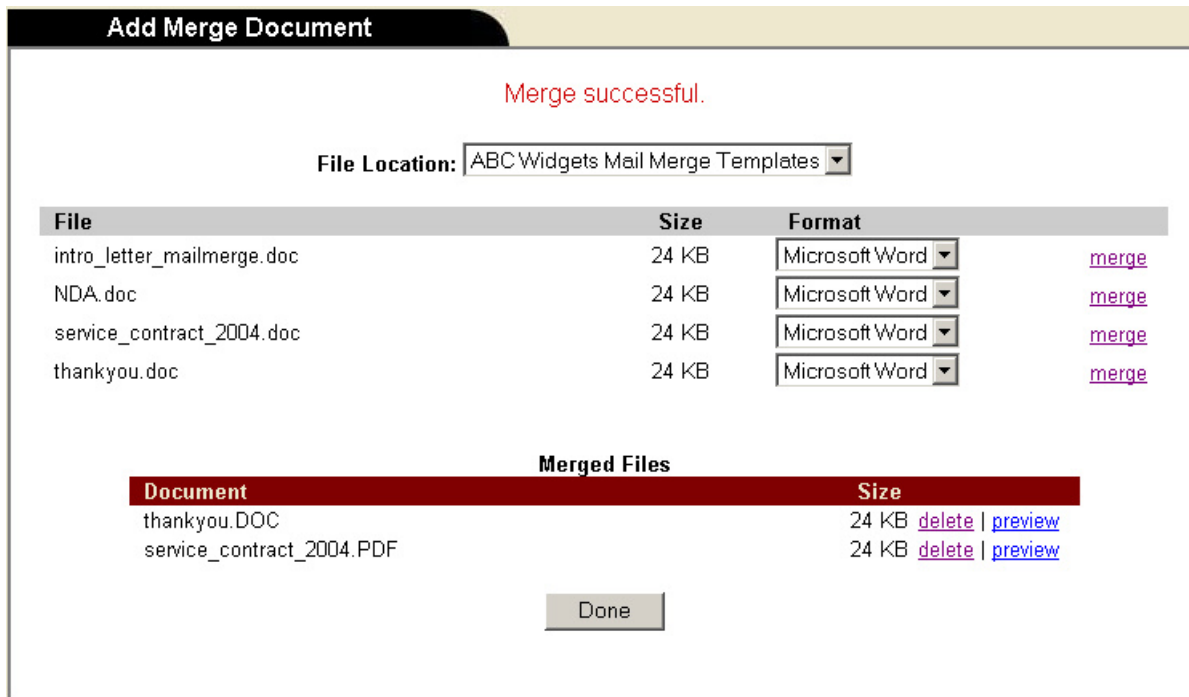 Add Merge Document
Merge successful.
File Location: ABC Widgets Mail Merge Templates
File Size Format
intro_letter_mailmerge.doc 24 KB Microsoft Word merge
NDA.doc 24 KB Microsoft Word merge
service_contract_2004.doc 24 KB Microsoft Word merge
thankyou.doc 24 KB Microsoft Word merge
Merged Files
Document Size
thankyou.DOC 24 KB delete | preview
service_contract_2004.PDF 24 KB delete | preview
Done